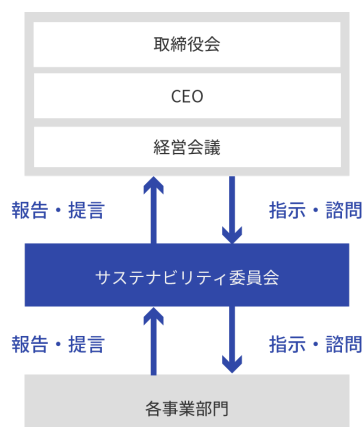 取締役会
CEO
経営会議
報告・提言
指示・諮問
サステナビリティ委員会
報告・提言
指示・諮問
各事業部門